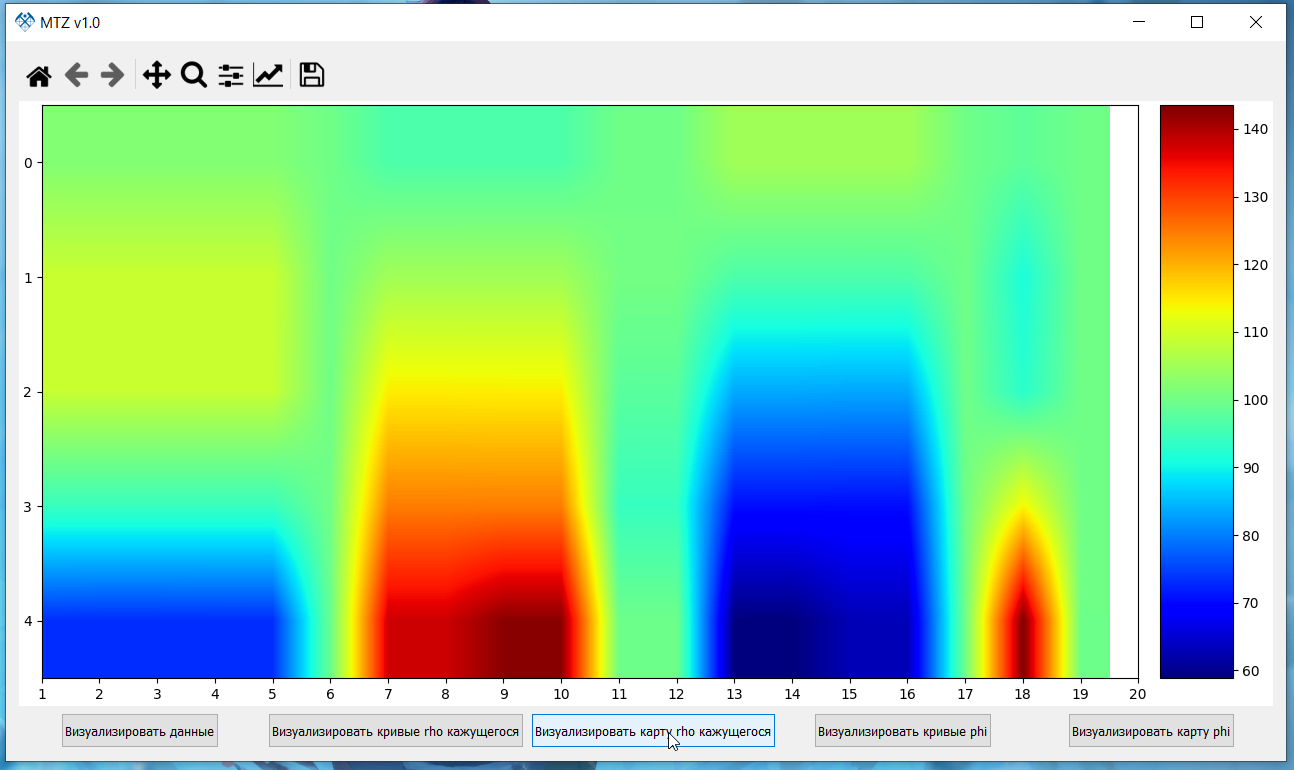 MTZ v1.0
0
1
2
3
4
1 2 3 4 5 6 7 8 9 10 11 12 13 14 15 16 17 18 19 20
140
130
120
110
100
90
80
70
60
Визуализировать данные
Визуализировать кривые rho кажущегося
Визуализировать карту rho кажущегося
Визуализировать кривые phi
Визуализировать карту phi